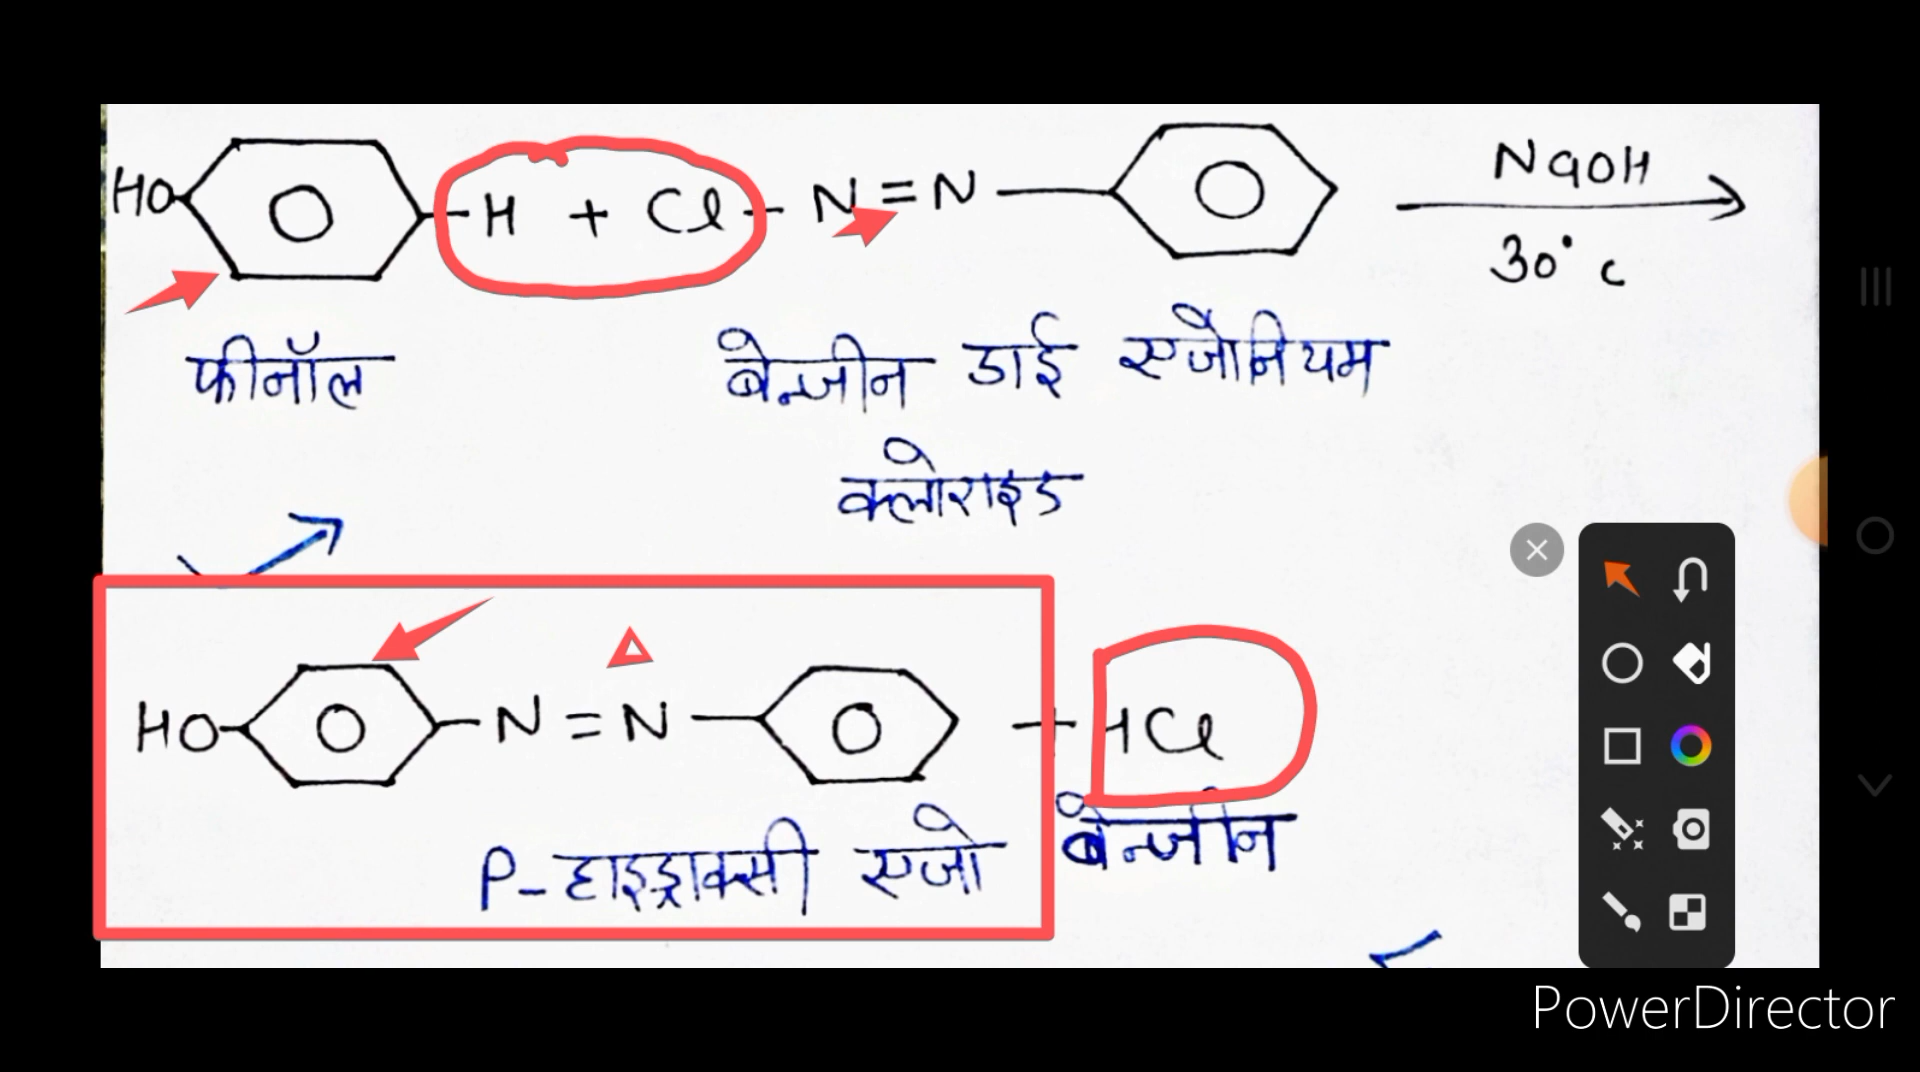 HO - H + Cl - N = N NaOH
30°C
फीनॉल बेन्जीन डाई एजोनियम
क्लोराइड
HO - N = N + HCl
P-हाइड्राक्सी एजो बेन्जीन
PowerDirector